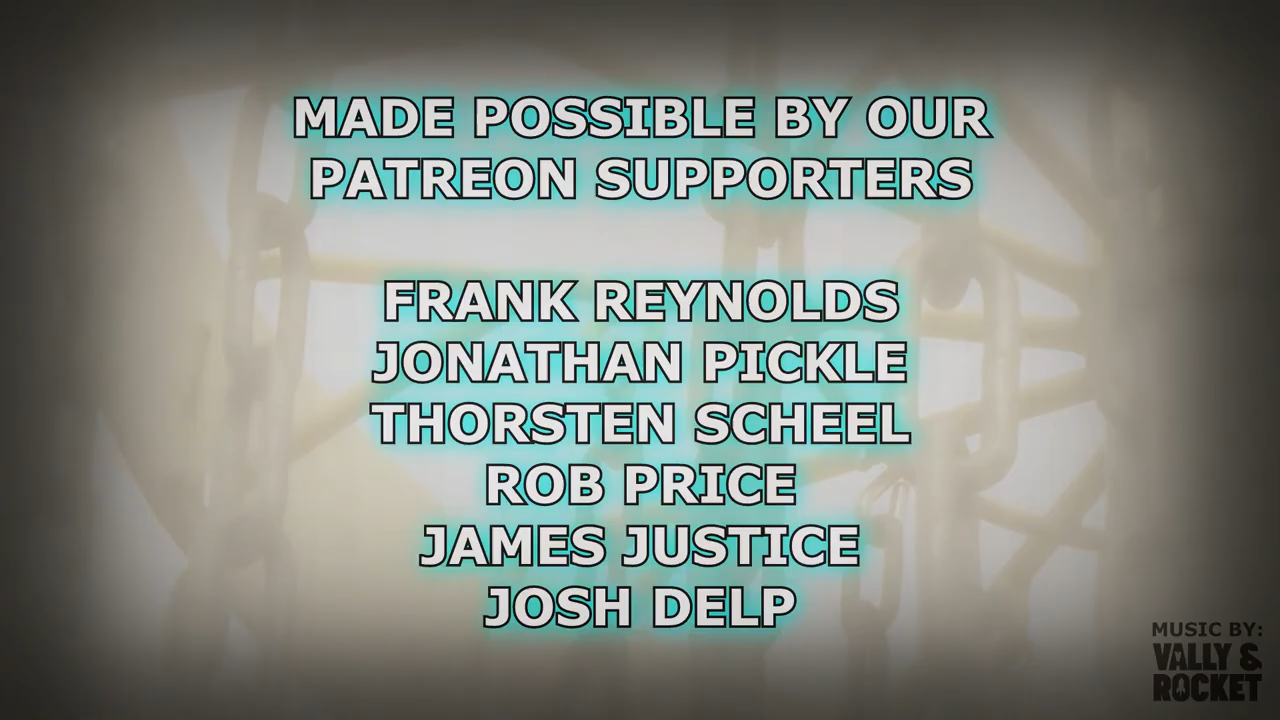 MADE POSSIBLE BY OUR
PATREON SUPPORTERS
FRANK REYNOLDS
JONATHAN PICKLE
THORSTEN SCHEEL
ROB PRICE
JAMES JUSTICE
JOSH DELP
MUSIC BY:
VALLY &
ROCKET